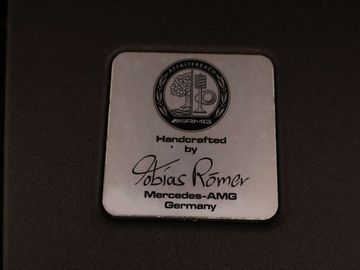 AFFALTERBACH
AMG
Handcrafted
by
Tobias Römer
Mercedes-AMG
Germany